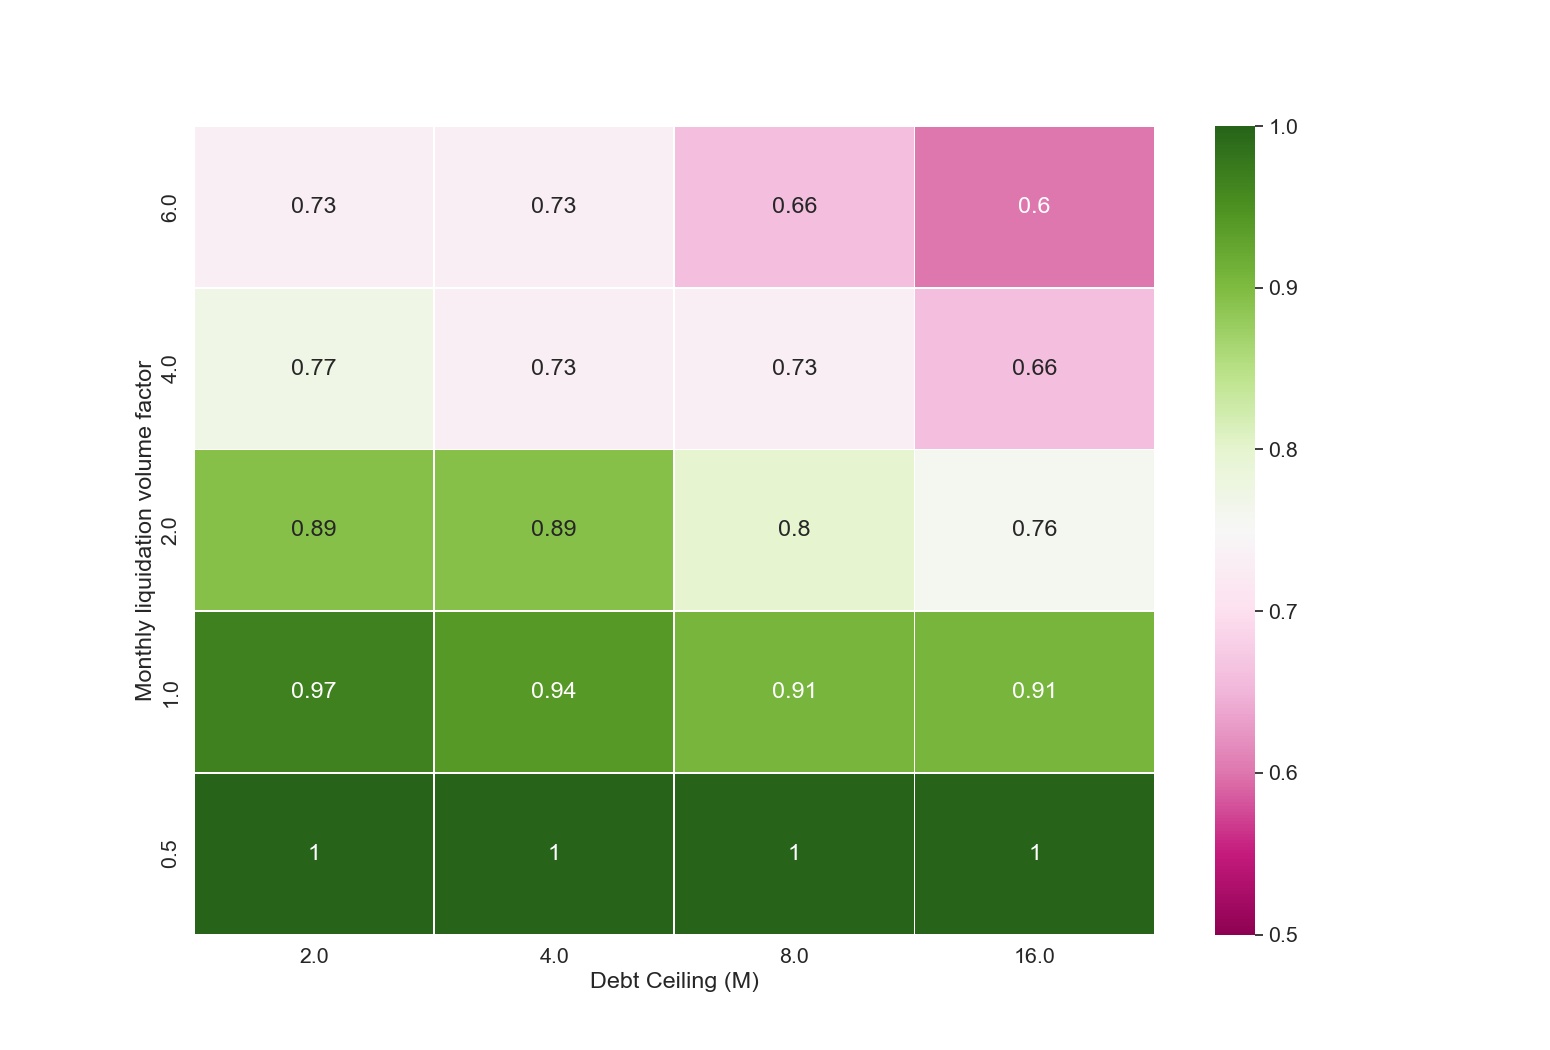 Monthly liquidation volume factor
6.0 0.73 0.73 0.66 0.6
4.0 0.77 0.73 0.73 0.66
2.0 0.89 0.89 0.8 0.76
1.0 0.97 0.94 0.91 0.91
0.5 1 1 1 1
2.0 4.0 8.0 16.0
Debt Ceiling (M)
1.0
0.9
0.8
0.7
0.6
0.5